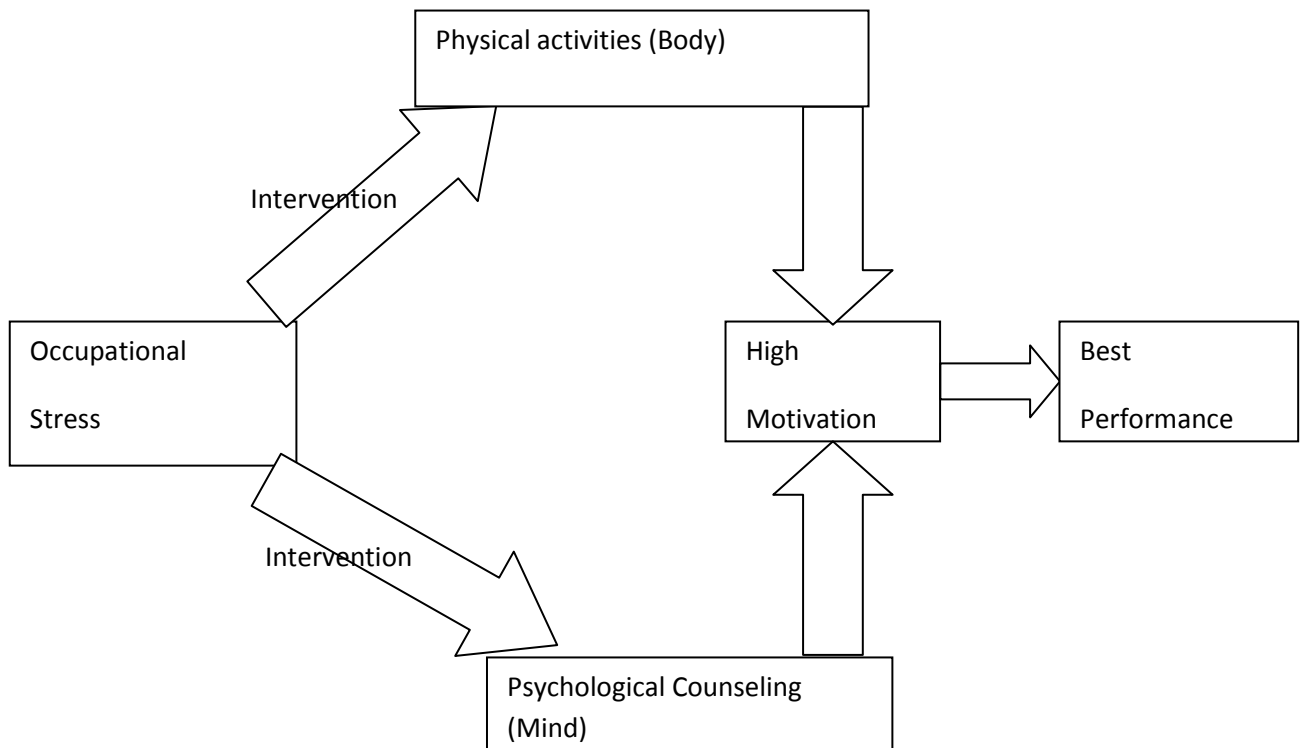 Physical activities (Body)
Intervention
Occupational
Stress
High
Motivation
Best
Performance
Intervention
Psychological Counseling
(Mind)